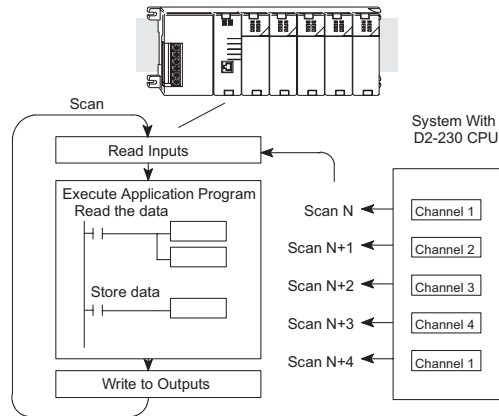 Scan
System With
D2-230 CPU
Read Inputs
Execute Application Program
Read the data
Store data
Write to Outputs
Scan N
Channel 1
Scan N+1
Channel 2
Scan N+2
Channel 3
Scan N+3
Channel 4
Scan N+4
Channel 1